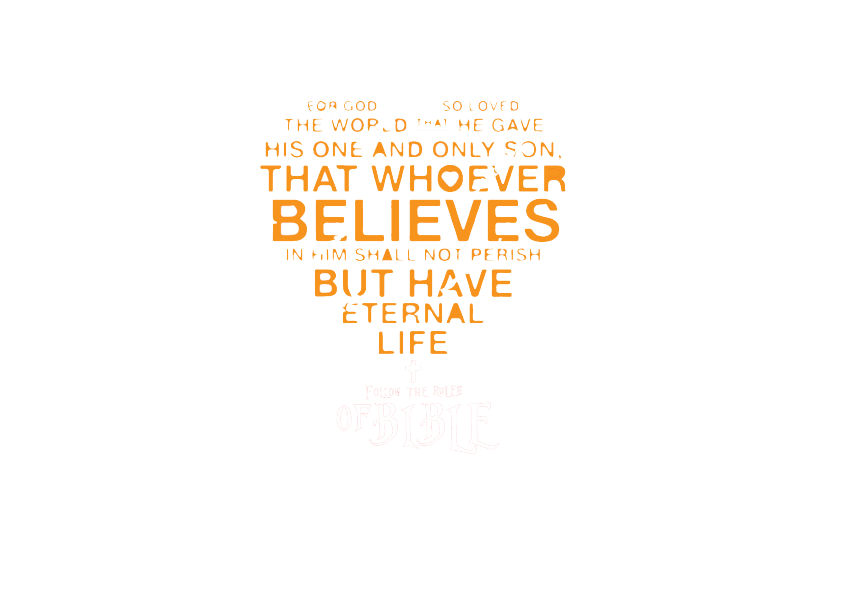 FOR GOD SO LOVED
THE WORLD THAT HE GAVE
HIS ONE AND ONLY SON,
THAT WHOEVER
BELIEVES
IN HIM SHALL NOT PERISH
BUT HAVE
ETERNAL
LIFE
FOLLOW THE RULES
OF BIBLE